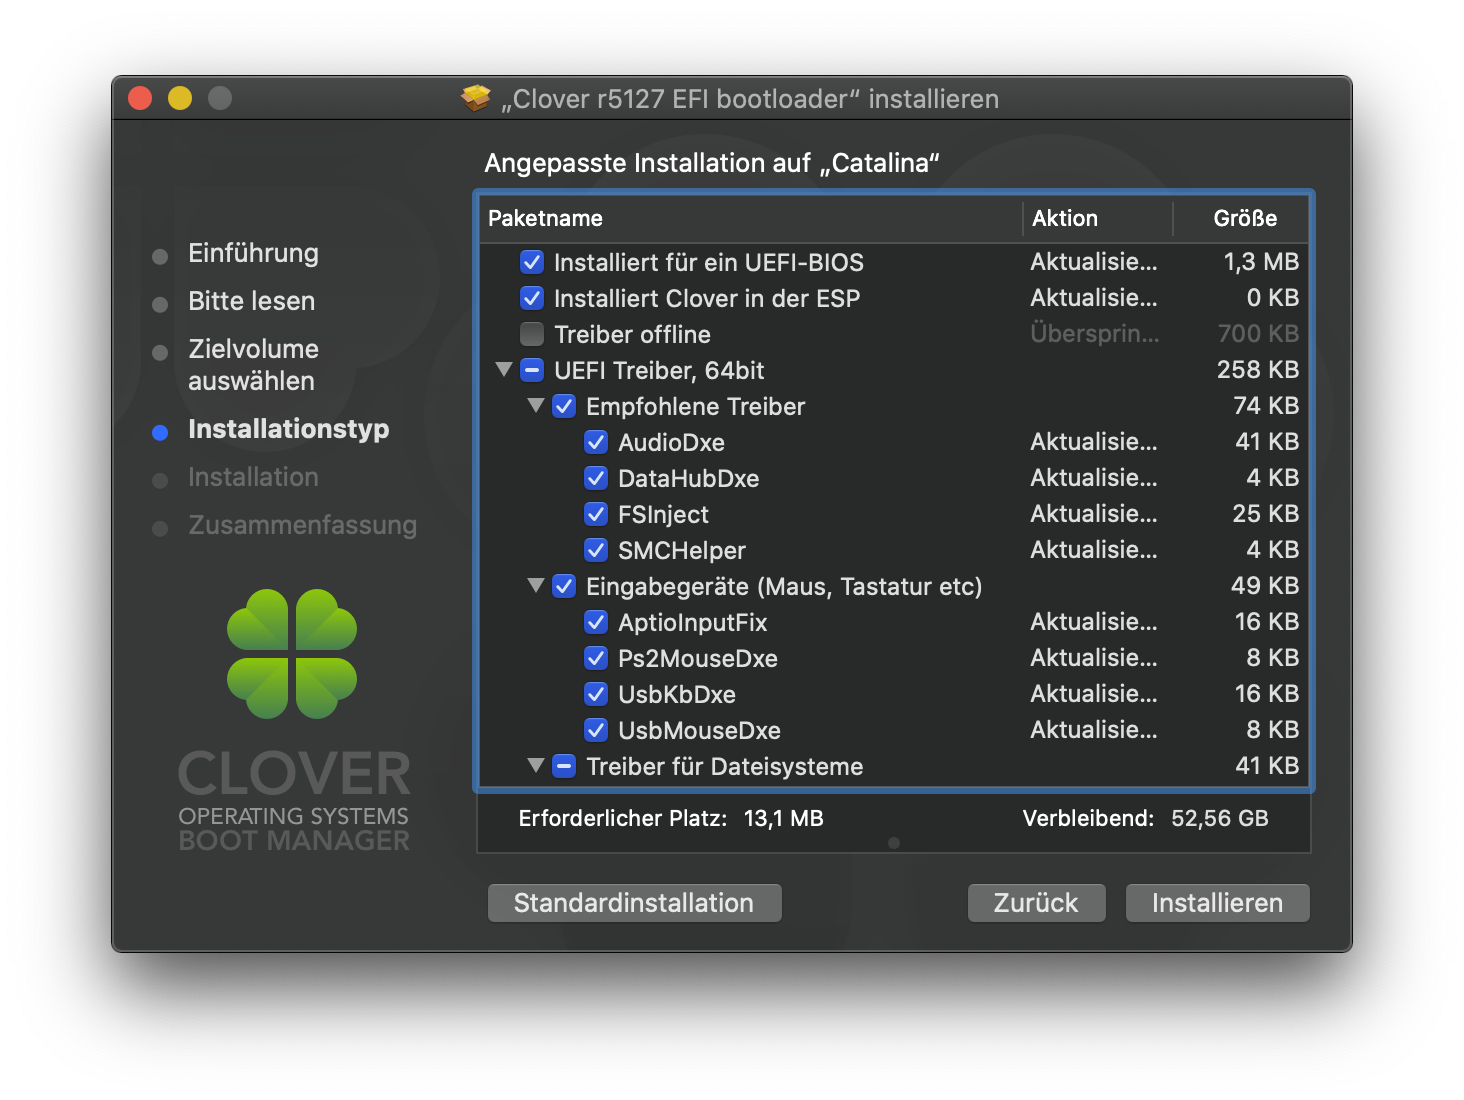 „Clover r5127 EFI bootloader“ installieren
Angepasste Installation auf „Catalina“
Einführung
Bitte lesen
Zielvolume
auswählen
Installationstyp
Installation
Zusammenfassung
CLOVER
OPERATING SYSTEMS
BOOT MANAGER
Paketname Aktion Größe
Installiert für ein UEFI-BIOS Aktualisie... 1,3 MB
Installiert Clover in der ESP Aktualisie... 0 KB
Treiber offline Überspri​n... 700 KB
UEFI Treiber, 64bit 258 KB
Empfohlene Treiber 74 KB
AudioDxe Aktualisie... 41 KB
DataHubDxe Aktualisie... 4 KB
FSInject Aktualisie... 25 KB
SMCHelper Aktualisie... 4 KB
Eingabegeräte (Maus, Tastatur etc) 49 KB
AptioInputFix Aktualisie... 16 KB
Ps2MouseDxe Aktualisie... 8 KB
UsbKbDxe Aktualisie... 16 KB
UsbMouseDxe Aktualisie... 8 KB
Treiber für Dateisysteme 41 KB
Erforderlicher Platz: 13,1 MB Verbleibend: 52,56 GB
Standardinstallation Zurück Installieren